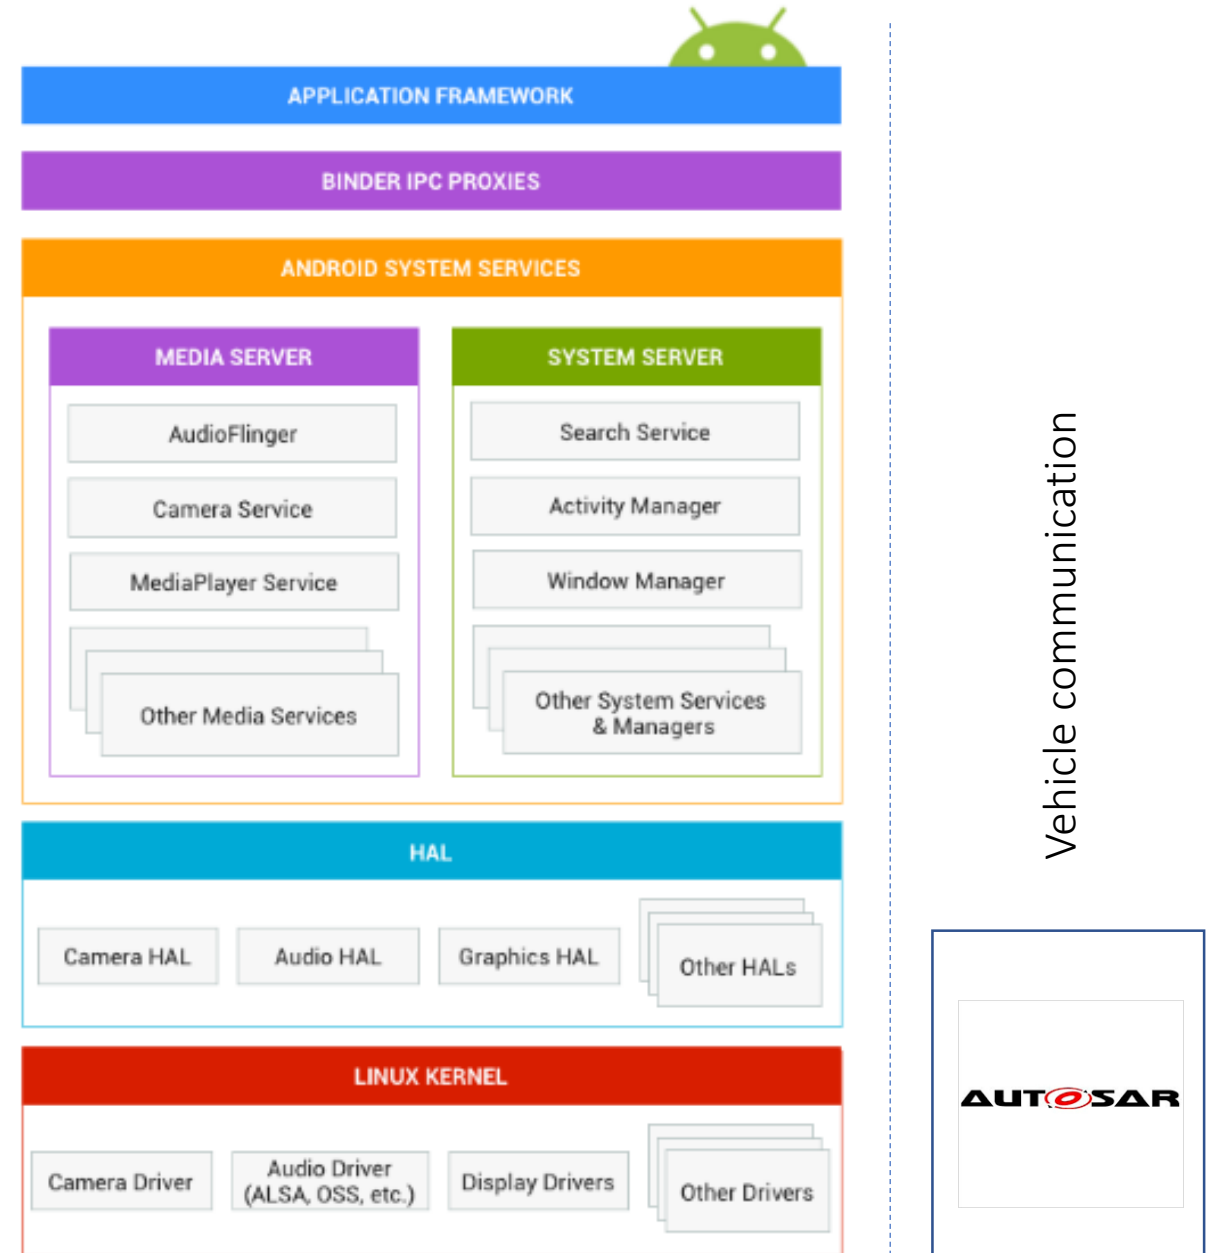 APPLICATION FRAMEWORK
BINDER IPC PROXIES
ANDROID SYSTEM SERVICES
MEDIA SERVER
AudioFlinger
Camera Service
MediaPlayer Service
Other Media Services
SYSTEM SERVER
Search Service
Activity Manager
Window Manager
Other System Services
& Managers
HAL
Camera HAL
Audio HAL
Graphics HAL
Other HALs
LINUX KERNEL
Camera Driver
Audio Driver
(ALSA, OSS, etc.)
Display Drivers
Other Drivers
Vehicle communication
AUTOSAR